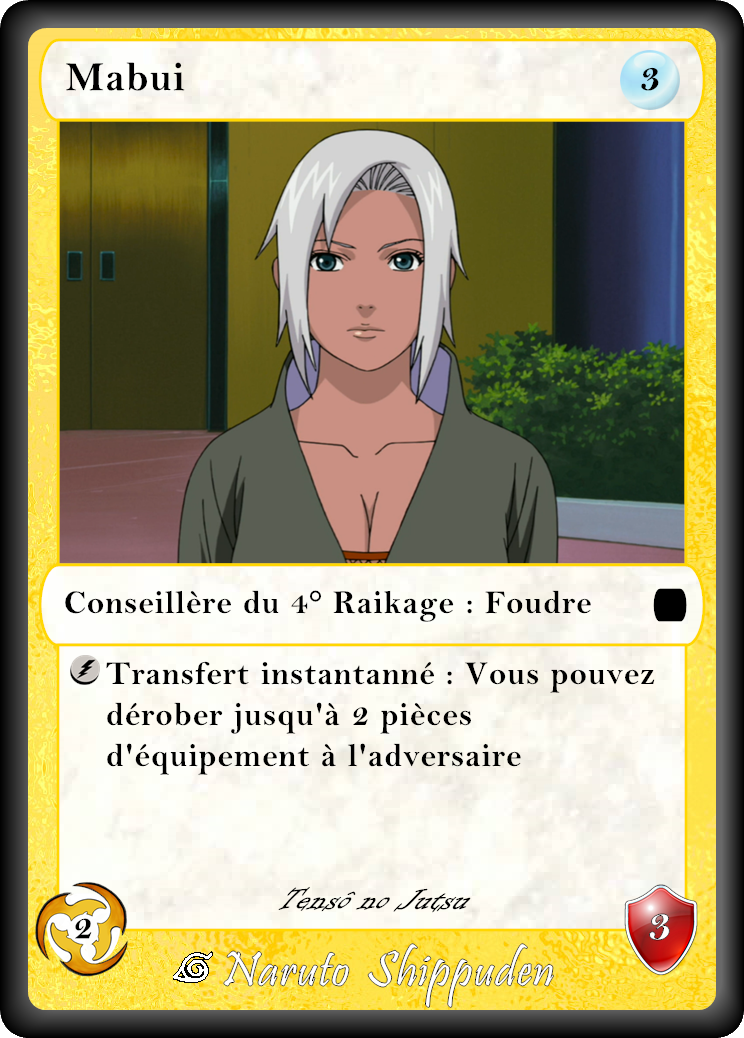 Mabui
3
Conseillère du 4° Raikage : Foudre
Transfert instantanné : Vous pouvez
dérober jusqu'à 2 pièces
d'équipement à l'adversaire
Tensô no Jutsu
2
3
Naruto Shippuden